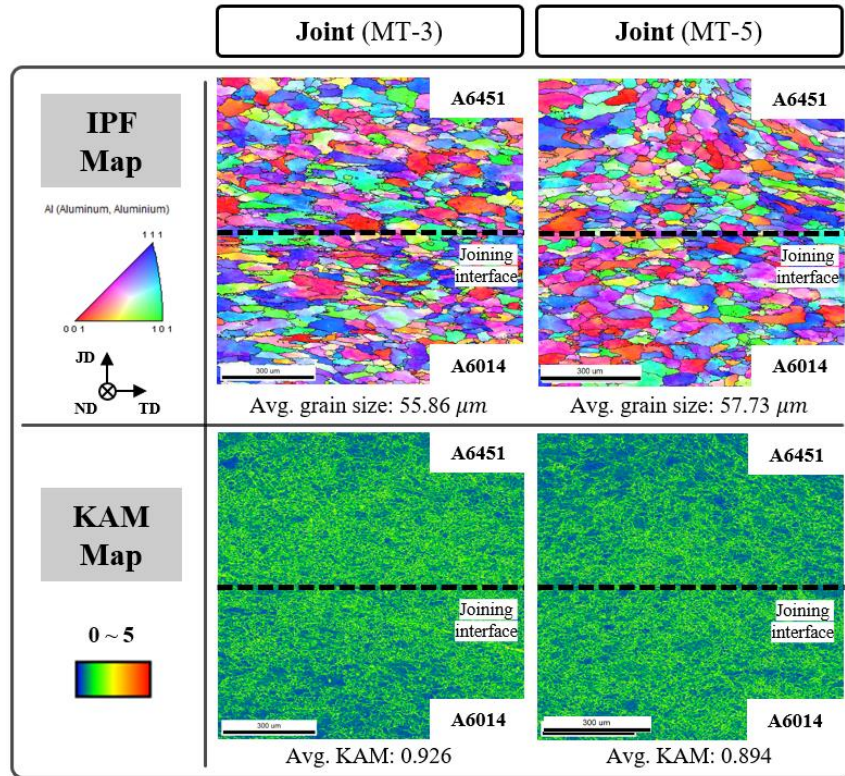 Joint (MT-3)
Joint (MT-5)
IPF
Map
Al (Aluminum, Aluminium)
1 1 1
0 0 1
1 0 1
JD
ND
TD
A6451
Joining
interface
A6014
300 um
Avg. grain size: 55.86 μm
A6451
Joining
interface
A6014
300 um
Avg. grain size: 57.73 μm
KAM
Map
0 ~ 5
A6451
Joining
interface
A6014
300 um
Avg. KAM: 0.926
A6451
Joining
interface
A6014
300 um
Avg. KAM: 0.894